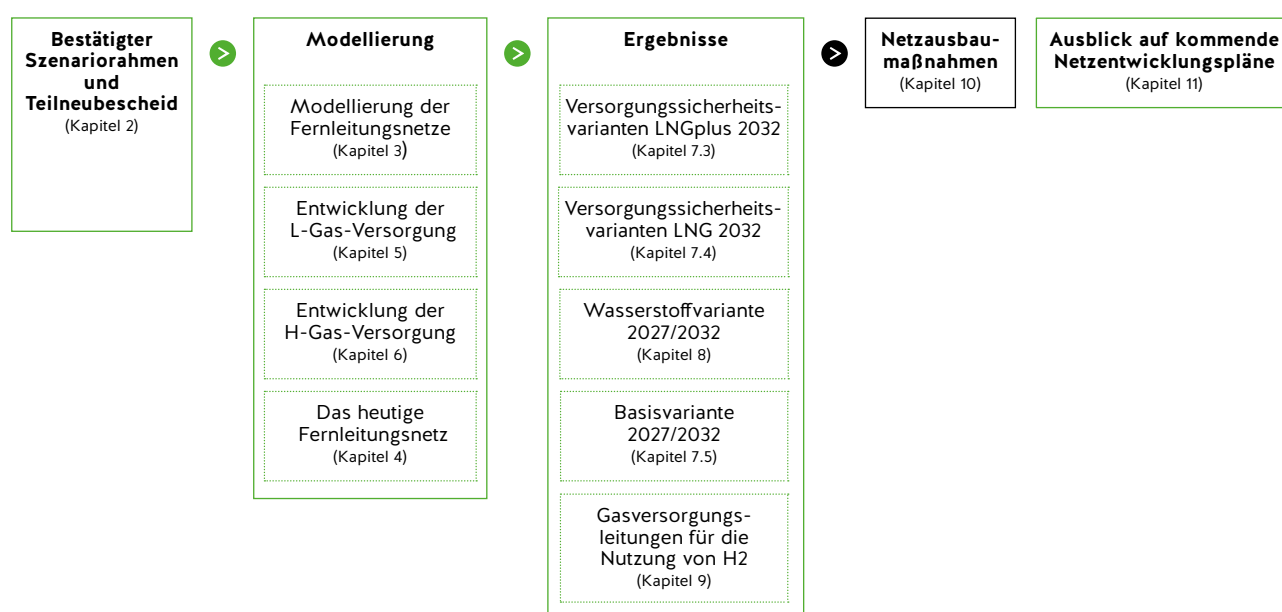 Bestätigter
Szenariorahmen
und
Teilneubescheid
(Kapitel 2)
Modellierung
Modellierung der
Fernleitungsnetze
(Kapitel 3)
Entwicklung der
L-Gas-Versorgung
(Kapitel 5)
Entwicklung der
H-Gas-Versorgung
(Kapitel 6)
Das heutige
Fernleitungsnetz
(Kapitel 4)
Ergebnisse
Versorgungssicherheits-
varianten LNGplus 2032
(Kapitel 7.3)
Versorgungssicherheits-
varianten LNG 2032
(Kapitel 7.4)
Wasserstoffvariante
2027/2032
(Kapitel 8)
Basisvariante
2027/2032
(Kapitel 7.5)
Gasversorgungs-
leitungen für die
Nutzung von H2
(Kapitel 9)
Netzausbau-
maßnahmen
(Kapitel 10)
Ausblick auf kommende
Netzentwicklungspläne
(Kapitel 11)